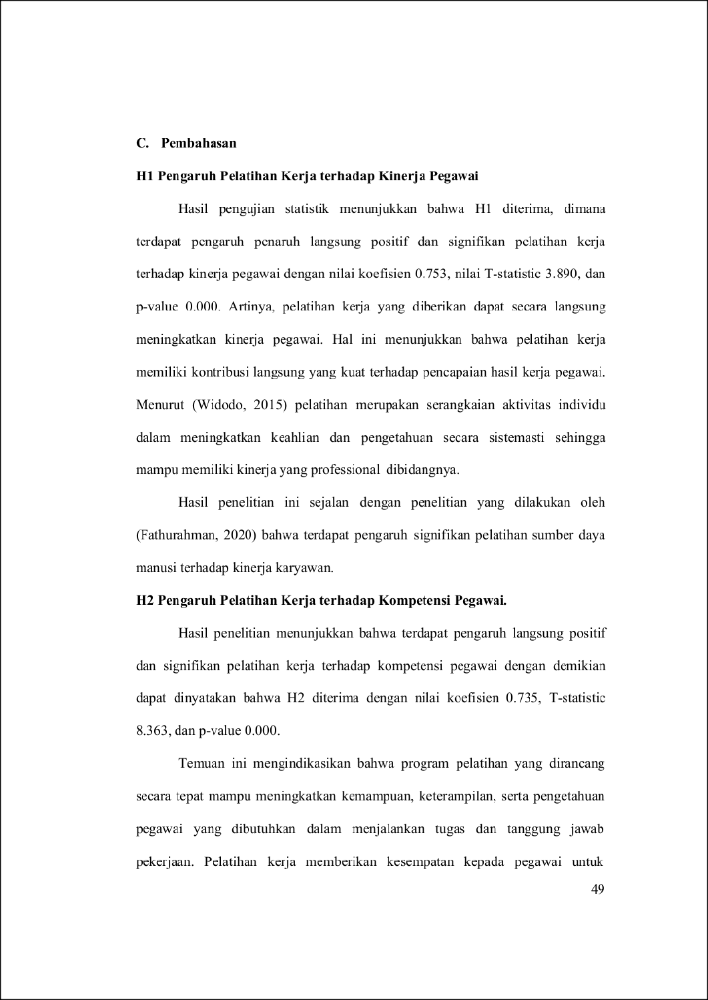 C. Pembahasan
H1 Pengaruh Pelatihan Kerja terhadap Kinerja Pegawai
Hasil pengujian statistik menunjukkan bahwa H1 diterima, dimana
terdapat pengaruh penaruh langsung positif dan signifikan pelatihan kerja
terhadap kinerja pegawai dengan nilai koefisien 0.753, nilai T-statistic 3.890, dan
p-value 0.000. Artinya, pelatihan kerja yang diberikan dapat secara langsung
meningkatkan kinerja pegawai. Hal ini menunjukkan bahwa pelatihan kerja
memiliki kontribusi langsung yang kuat terhadap pencapaian hasil kerja pegawai.
Menurut (Widodo, 2015) pelatihan merupakan serangkaian aktivitas individu
dalam meningkatkan keahlian dan pengetahuan secara sistemasti sehingga
mampu memiliki kinerja yang professional dibidangnya.
Hasil penelitian ini sejalan dengan penelitian yang dilakukan oleh
(Fathurahman, 2020) bahwa terdapat pengaruh signifikan pelatihan sumber daya
manusi terhadap kinerja karyawan.
H2 Pengaruh Pelatihan Kerja terhadap Kompetensi Pegawai.
Hasil penelitian menunjukkan bahwa terdapat pengaruh langsung positif
dan signifikan pelatihan kerja terhadap kompetensi pegawai dengan demikian
dapat dinyatakan bahwa H2 diterima dengan nilai koefisien 0.735, T-statistic
8.363, dan p-value 0.000.
Temuan ini mengindikasikan bahwa program pelatihan yang dirancang
secara tepat mampu meningkatkan kemampuan, keterampilan, serta pengetahuan
pegawai yang dibutuhkan dalam menjalankan tugas dan tanggung jawab
pekerjaan. Pelatihan kerja memberikan kesempatan kepada pegawai untuk
49